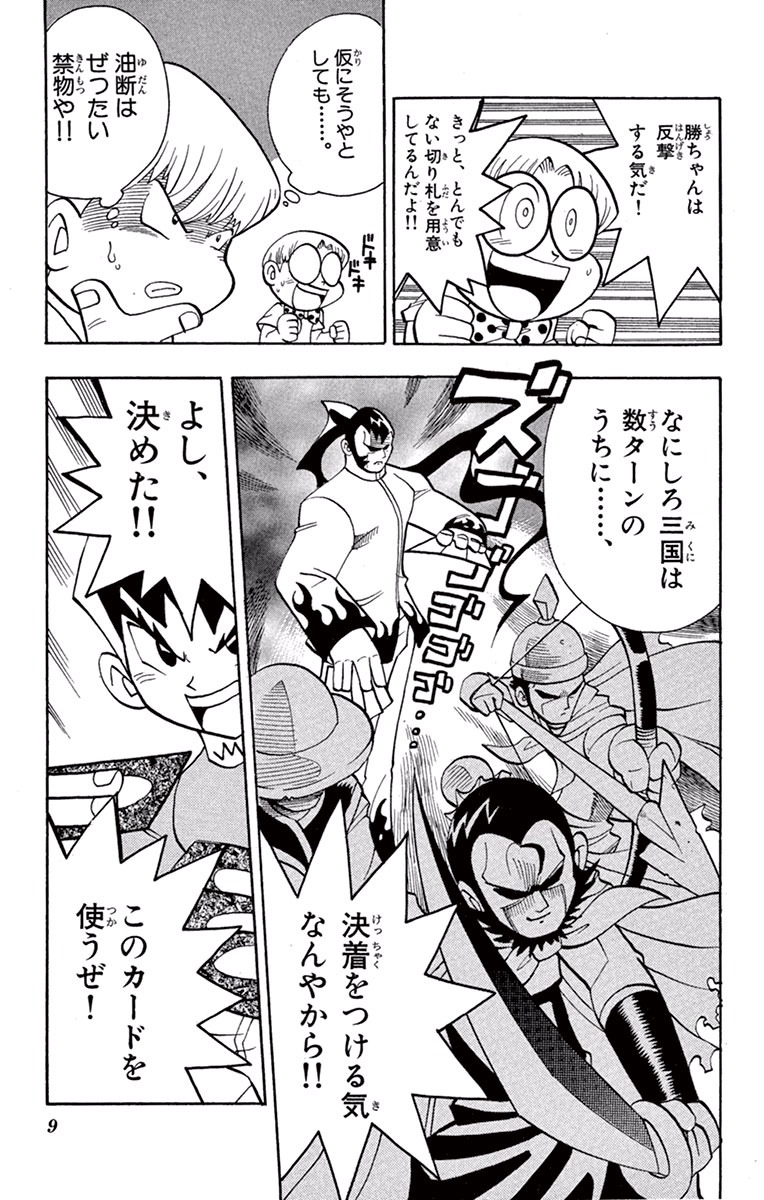 勝ちゃんは
反撃
する気だ!
きっと、とんでも
ない切り札を用意
してるんだよ!!
仮にそうやと
しても……。
ドキ
ドキ
油断は
ぜったい
禁物や!!
なにしろ三国は
数ターンの
うちに……、
ズゴゴゴゴゴゴ…
決着をつける気
なんやから!!
よし、
決めた!!
このカードを
使うぜ!
9